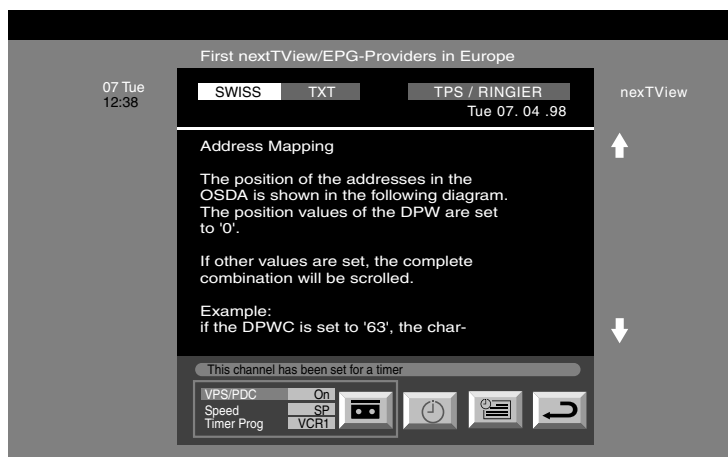 First nextTView/EPG-Providers in Europe
07 Tue
12:38
SWISS TXT TPS / RINGIER
Tue 07. 04 .98
nexTView
Address Mapping
The position of the addresses in the
OSDA is shown in the following diagram.
The position values of the DPW are set
to '0'.
If other values are set, the complete
combination will be scrolled.
Example:
if the DPWC is set to '63', the char-
This channel has been set for a timer
VPS/PDC On
Speed SP
Timer Prog VCR1